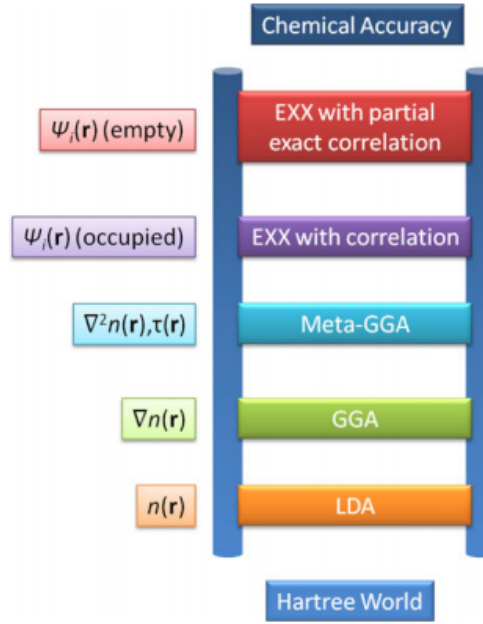 Chemical Accuracy
Ψᵢ(r) (empty)
EXX with partial
exact correlation
Ψᵢ(r) (occupied)
EXX with correlation
∇²n(r),τ(r)
Meta-GGA
∇n(r)
GGA
n(r)
LDA
Hartree World